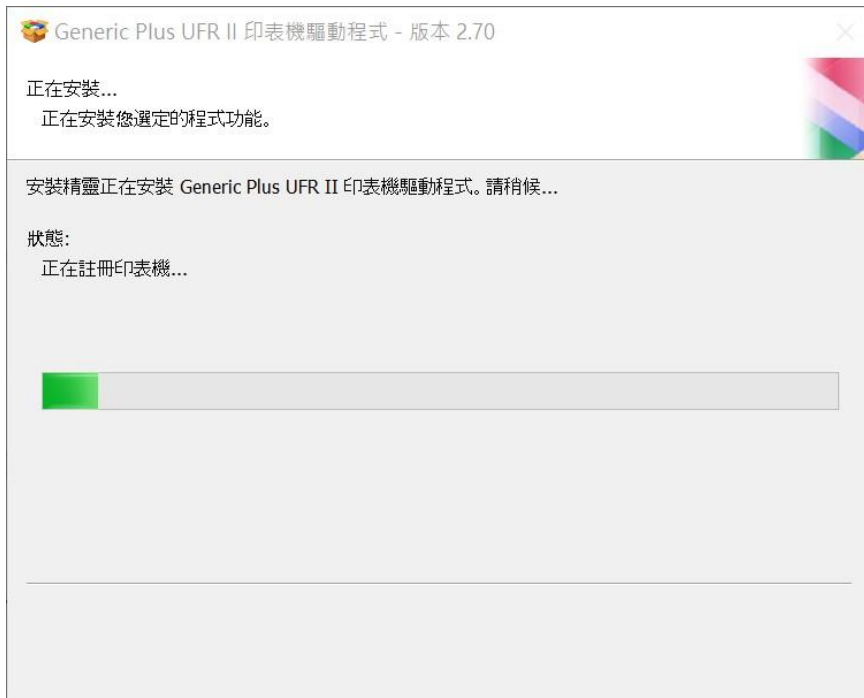 Generic Plus UFR II 印表機驅動程式 - 版本 2.70
正在安裝...
正在安裝您選定的程式功能。
安裝精靈正在安裝 Generic Plus UFR II 印表機驅動程式。請稍候...
狀態:
正在註冊印表機...